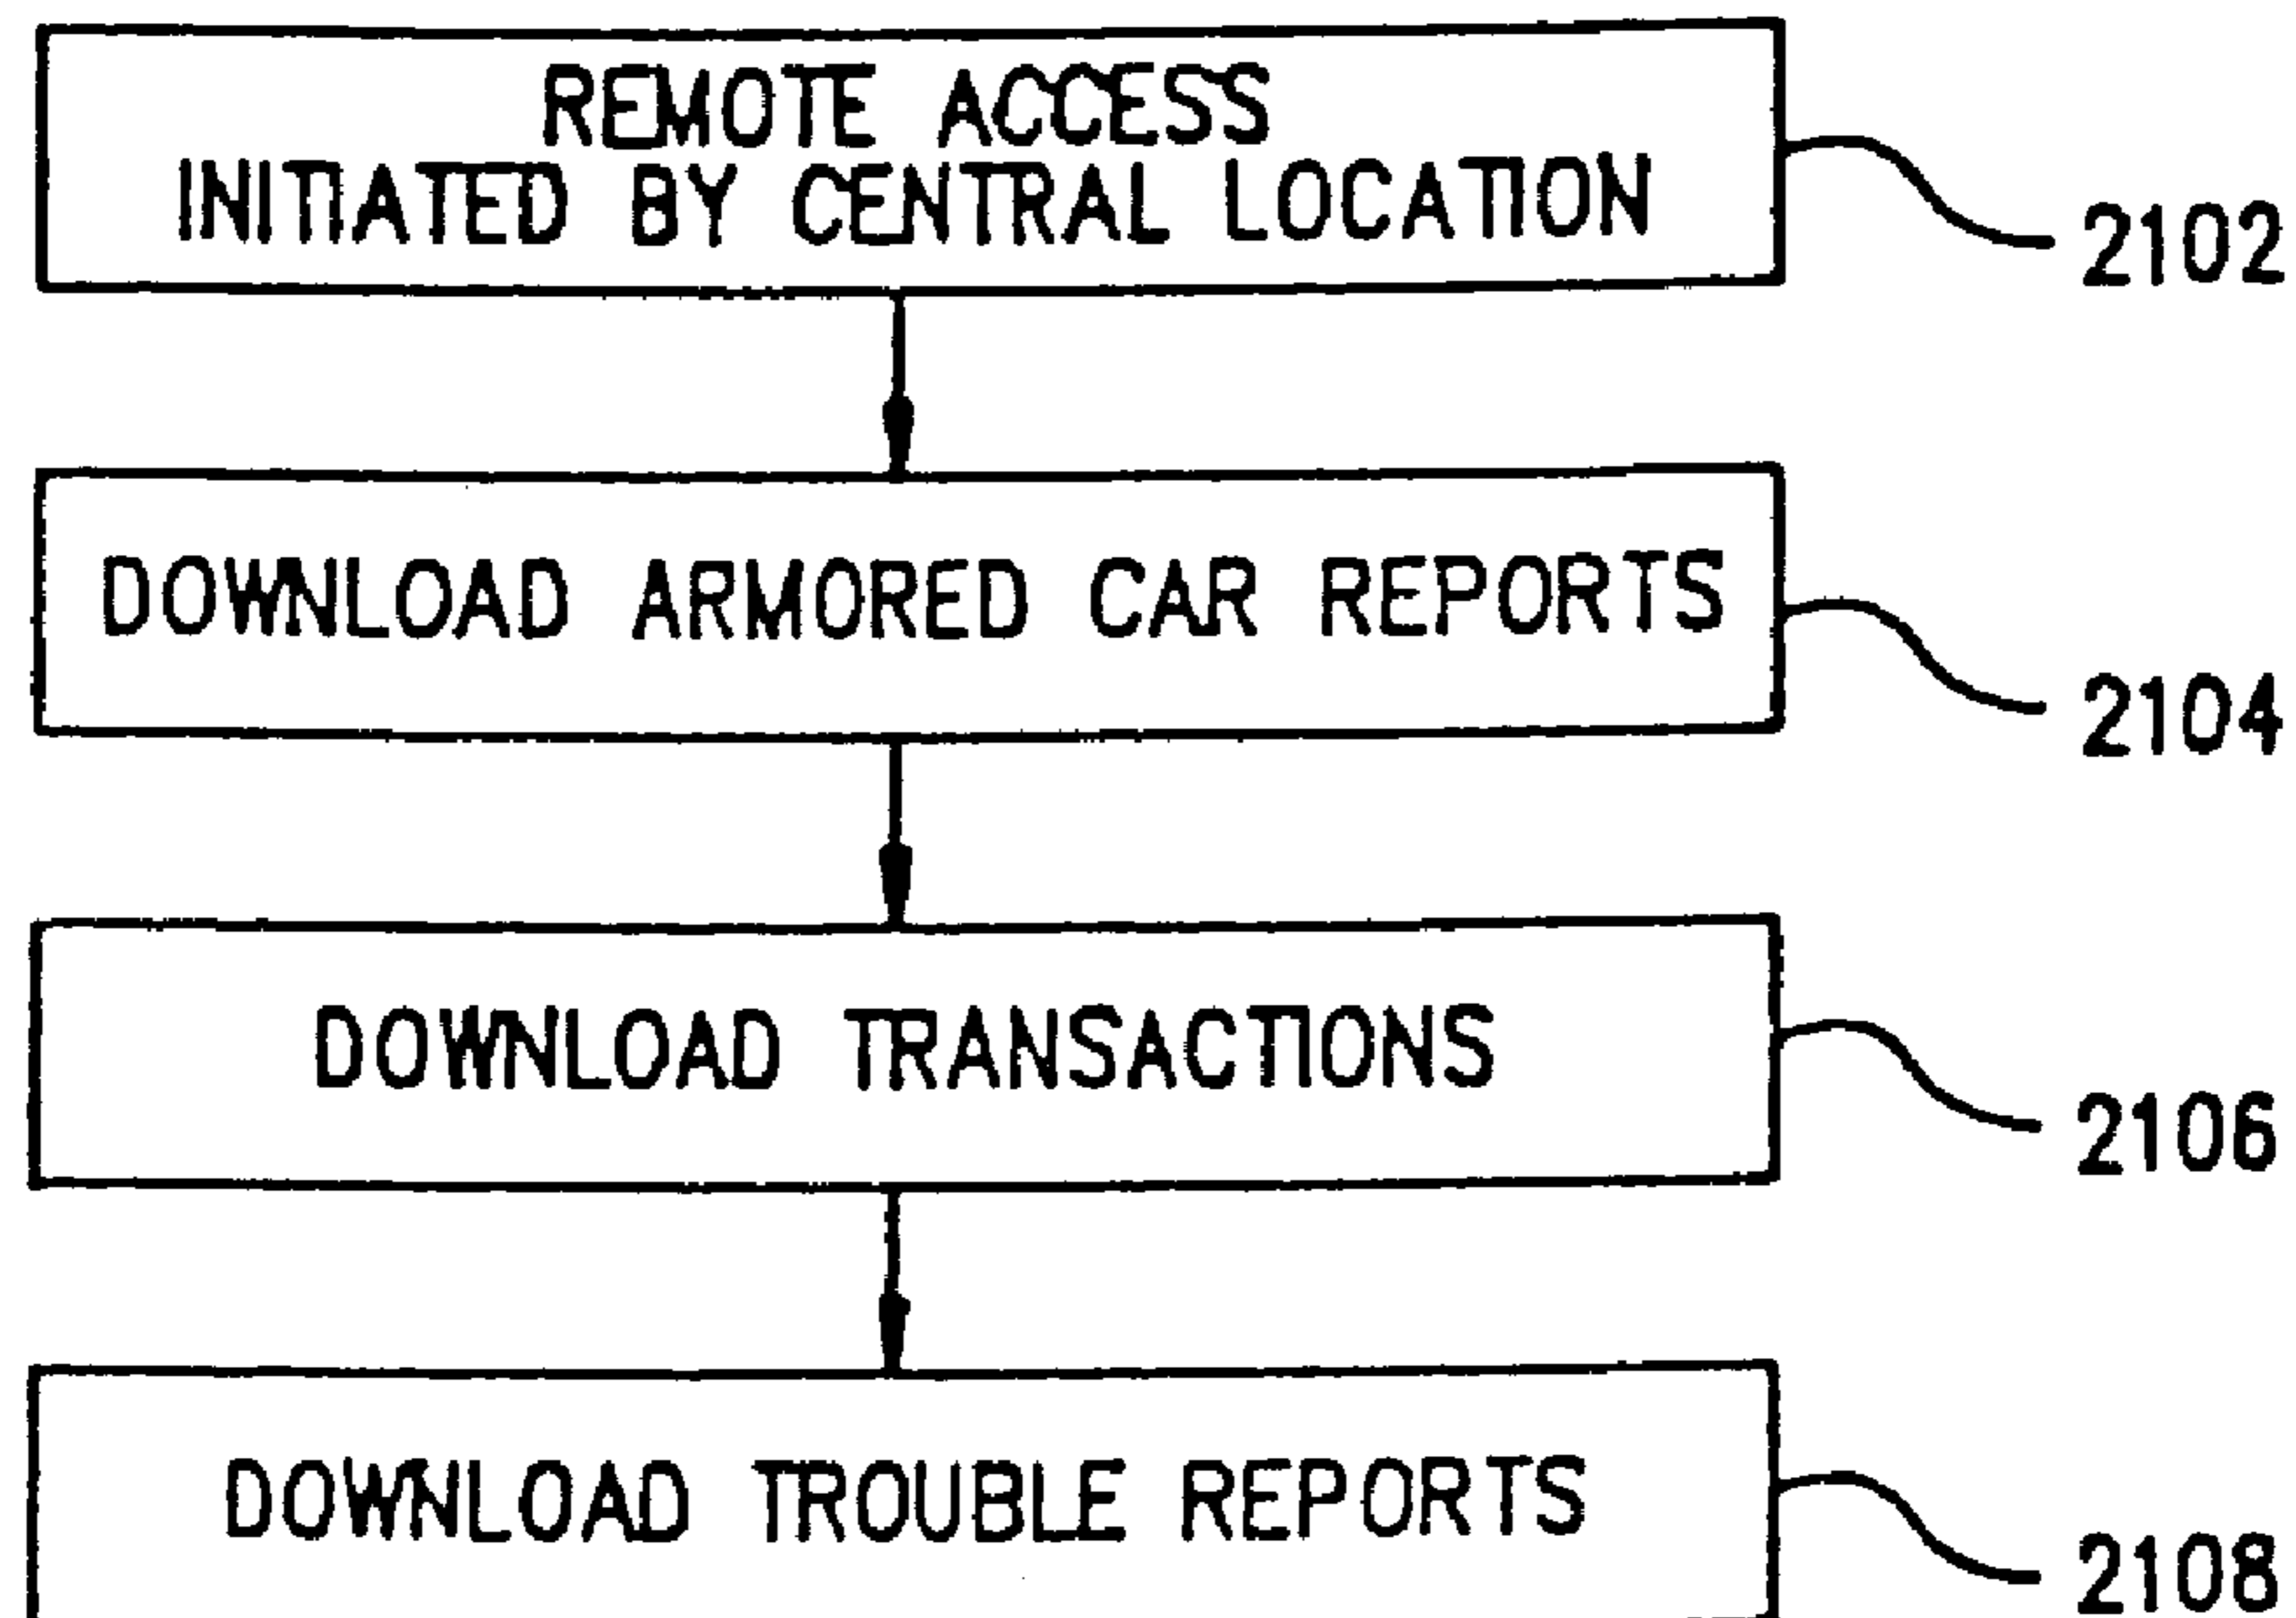 REMOTE ACCESS
INITIATED BY CENTRAL LOCATION
2102
DOWNLOAD ARMORED CAR REPORTS
2104
DOWNLOAD TRANSACTIONS
2106
DOWNLOAD TROUBLE REPORTS
2108